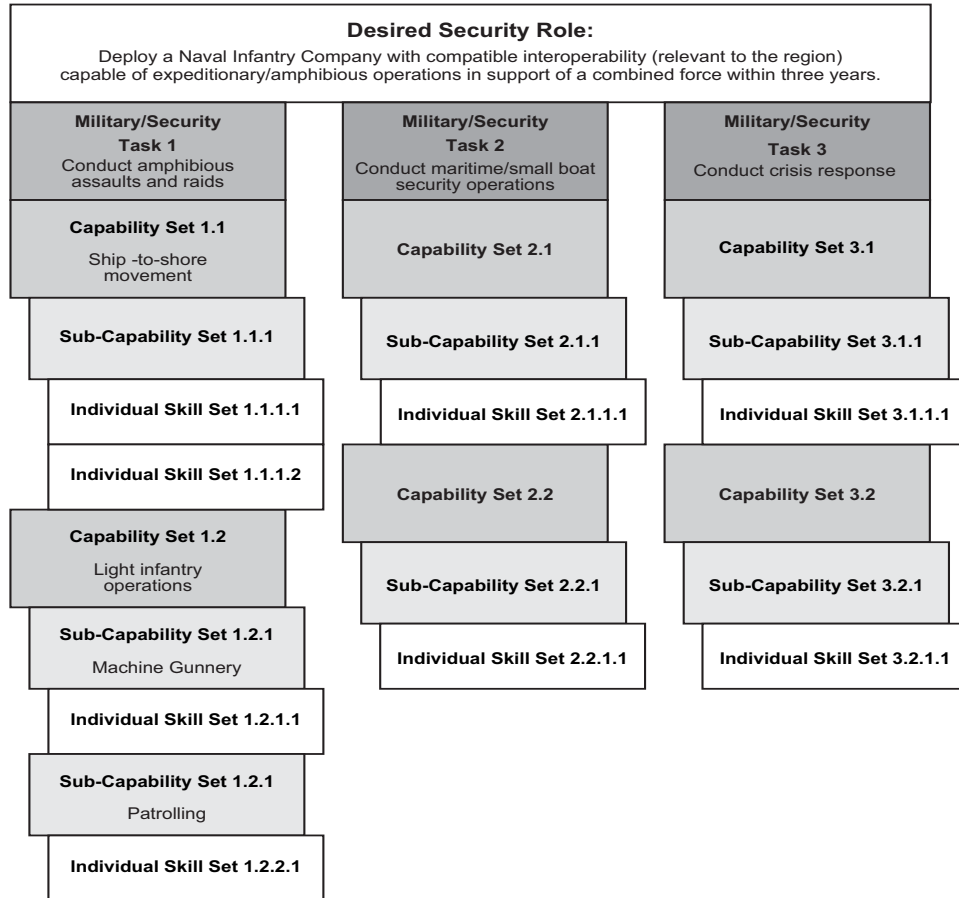 Desired Security Role:
Deploy a Naval Infantry Company with compatible interoperability (relevant to the region)
capable of expeditionary/amphibious operations in support of a combined force within three years.
Military/Security
Task 1
Conduct amphibious
assaults and raids
Capability Set 1.1
Ship -to-shore
movement
Sub-Capability Set 1.1.1
Individual Skill Set 1.1.1.1
Individual Skill Set 1.1.1.2
Capability Set 1.2
Light infantry
operations
Sub-Capability Set 1.2.1
Machine Gunnery
Individual Skill Set 1.2.1.1
Sub-Capability Set 1.2.1
Patrolling
Individual Skill Set 1.2.2.1
Military/Security
Task 2
Conduct maritime/small boat
security operations
Capability Set 2.1
Sub-Capability Set 2.1.1
Individual Skill Set 2.1.1.1
Capability Set 2.2
Sub-Capability Set 2.2.1
Individual Skill Set 2.2.1.1
Military/Security
Task 3
Conduct crisis response
Capability Set 3.1
Sub-Capability Set 3.1.1
Individual Skill Set 3.1.1.1
Capability Set 3.2
Sub-Capability Set 3.2.1
Individual Skill Set 3.2.1.1